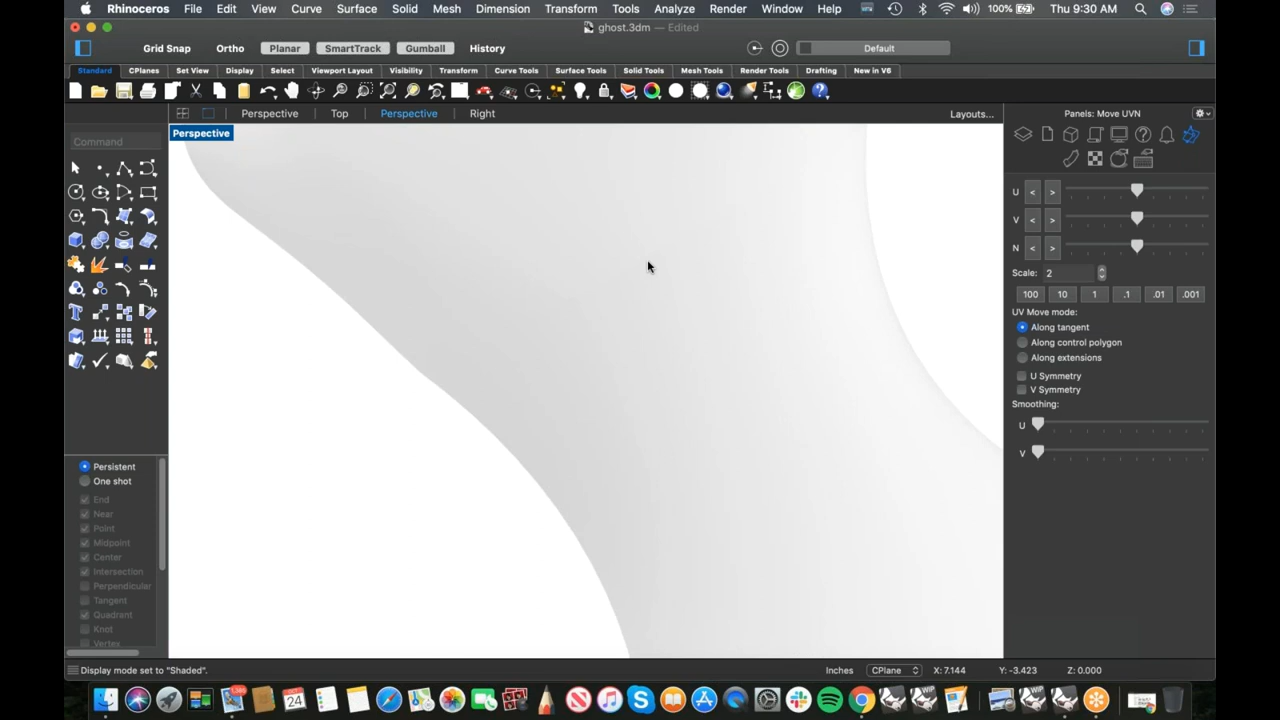 Rhinoceros File Edit View Curve Surface Solid Mesh Dimension Transform Tools Analyze Render Window Help 100% Thu 9:30 AM
ghost.3dm — Edited
Grid Snap Ortho Planar SmartTrack Gumball History Default
Standard CPlanes Set View Display Select Viewport Layout Visibility Transform Curve Tools Surface Tools Solid Tools Mesh Tools Render Tools Drafting New in V6
Perspective Top Perspective Right Layouts... Panels: Move UVN
Perspective
Command
U < >
V < >
N < >
Scale: 2
100 10 1 .1 .01 .001
UV Move mode:
Along tangent
Along control polygon
Along extensions
U Symmetry
V Symmetry
Smoothing:
U
V
Persistent
One shot
End
Near
Point
Midpoint
Center
Intersection
Perpendicular
Tangent
Quadrant
Knot
Vertex
Display mode set to "Shaded". Inches CPlane X: 7.144 Y: -3.423 Z: 0.000
24